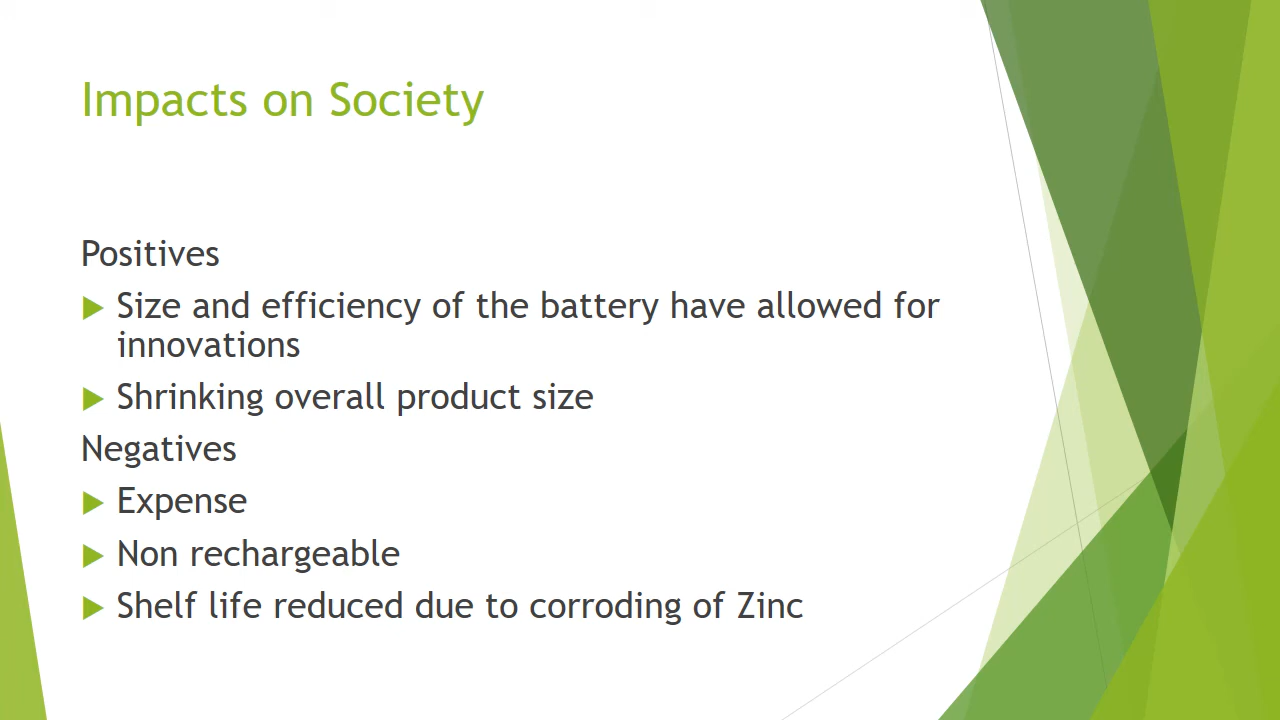 Impacts on Society
Positives
Size and efficiency of the battery have allowed for
innovations
Shrinking overall product size
Negatives
Expense
Non rechargeable
Shelf life reduced due to corroding of Zinc